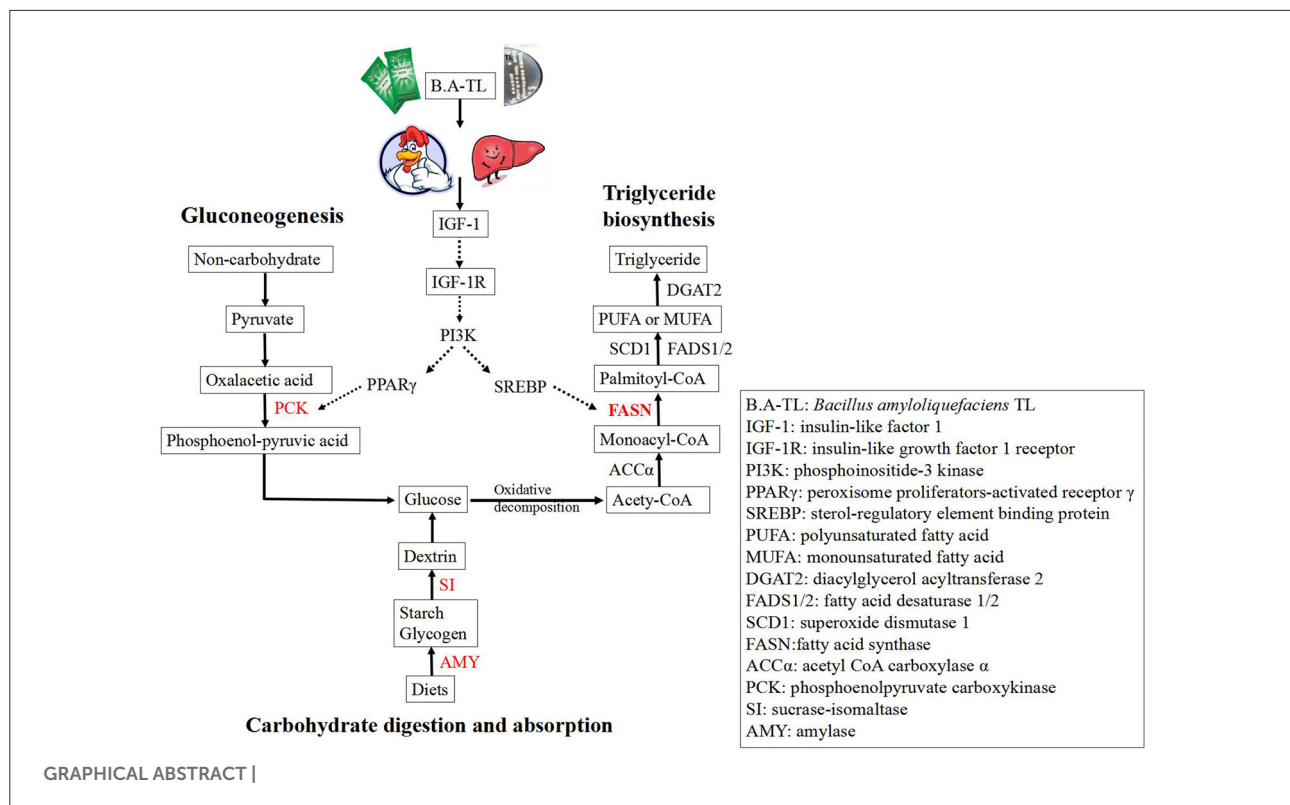 B.A-TL
Gluconeogenesis
Non-carbohydrate
Pyruvate
Oxalacetic acid
PCK
Phosphoenol-pyruvic acid
IGF-1
IGF-1R
PI3K
PPARγ
SREBP
Triglyceride
biosynthesis
Triglyceride
DGAT2
PUFA or MUFA
SCD1 FADS1/2
Palmitoyl-CoA
FASN
Monoacyl-CoA
ACCα
Acety-CoA
Glucose
Oxidative
decomposition
Dextrin
SI
Starch
Glycogen
AMY
Diets
Carbohydrate digestion and absorption
B.A-TL: Bacillus amyloliquefaciens TL
IGF-1: insulin-like factor 1
IGF-1R: insulin-like growth factor 1 receptor
PI3K: phosphoinositide-3 kinase
PPARγ: peroxisome proliferators-activated receptor γ
SREBP: sterol-regulatory element binding protein
PUFA: polyunsaturated fatty acid
MUFA: monounsaturated fatty acid
DGAT2: diacylglycerol acyltransferase 2
FADS1/2: fatty acid desaturase 1/2
SCD1: superoxide dismutase 1
FASN:fatty acid synthase
ACCα: acetyl CoA carboxylase α
PCK: phosphoenolpyruvate carboxykinase
SI: sucrase-isomaltase
AMY: amylase
GRAPHICAL ABSTRACT |